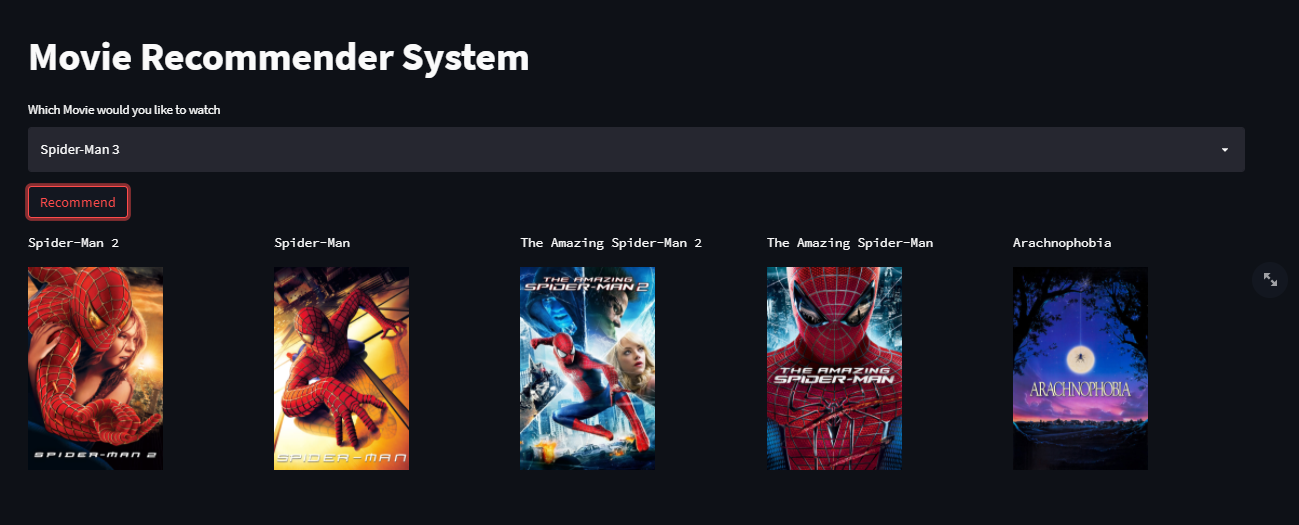 Movie Recommender System
Which Movie would you like to watch
Spider-Man 3
Recommend
Spider-Man 2
Spider-Man
The Amazing Spider-Man 2
The Amazing Spider-Man
Arachnophobia
SPIDER-MAN 2
SPIDER-MAN
THE AMAZING
SPIDER-MAN 2
THE AMAZING
SPIDER-MAN
ARACHNOPHOBIA